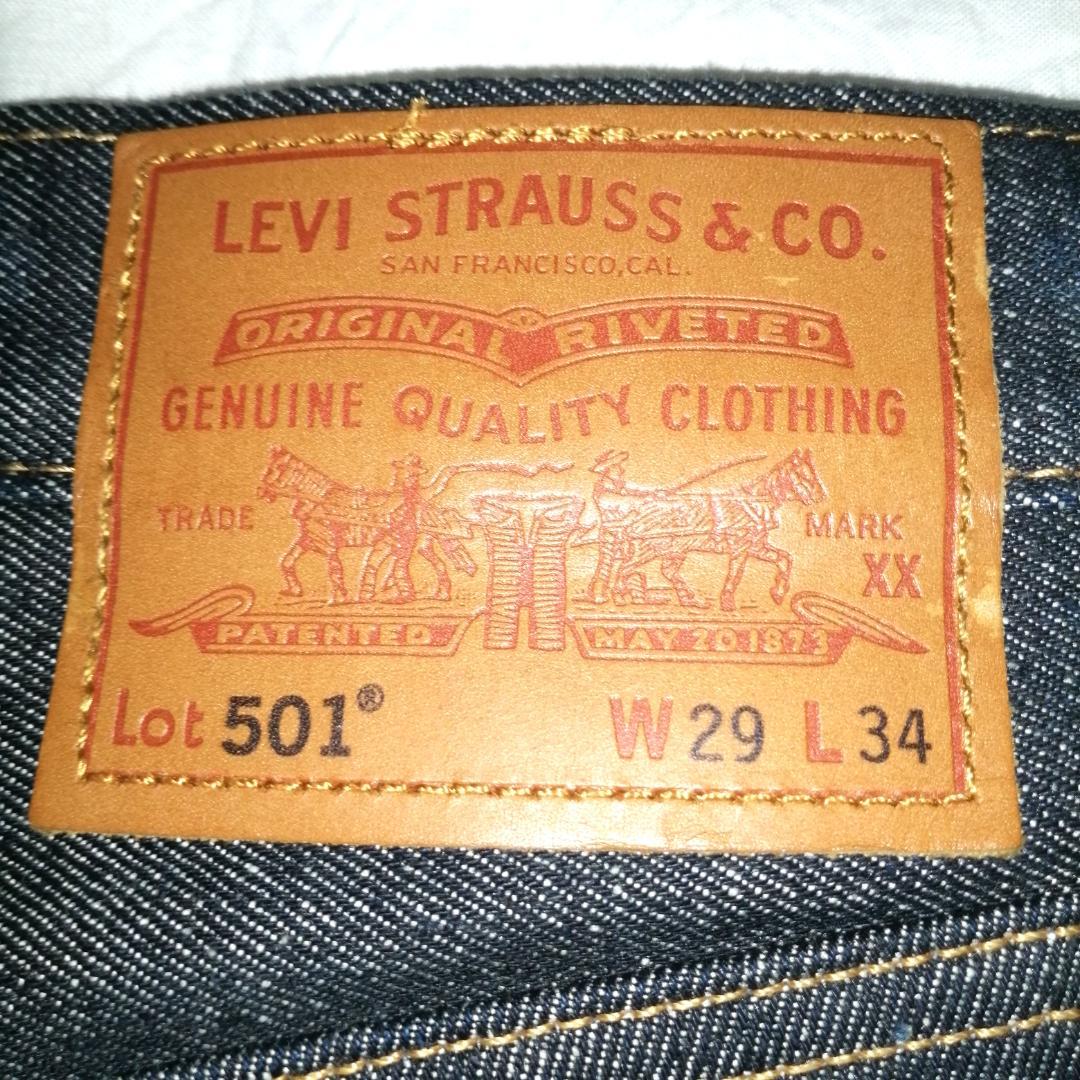 LEVI STRAUSS & CO.
SAN FRANCISCO, CAL.
ORIGINAL RIVETED
GENUINE QUALITY CLOTHING
TRADE MARK
XX
PATENTED MAY 20 1873
Lot 501® W 29 L 34